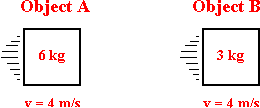 Object A Object B
6 kg 3 kg
v = 4 m/s v = 4 m/s